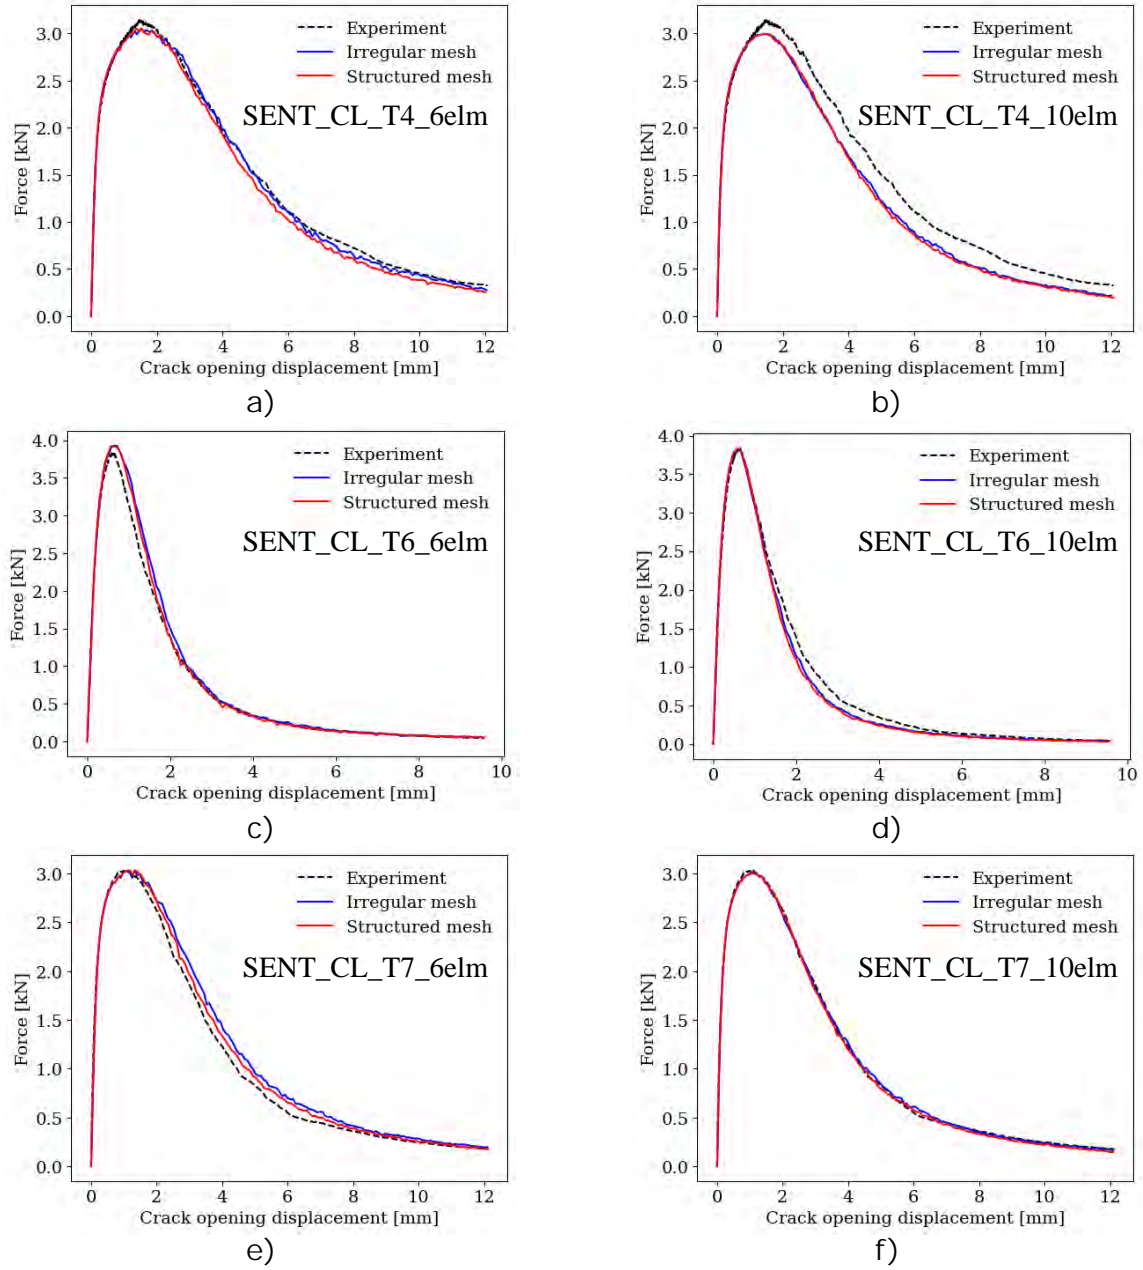 3.0
2.5
2.0
1.5
1.0
0.5
0.0
Force [kN]
Experiment
Irregular mesh
Structured mesh
SENT_CL_T4_6elm
0 2 4 6 8 10 12
Crack opening displacement [mm]
a)
3.0
2.5
2.0
1.5
1.0
0.5
0.0
Force [kN]
Experiment
Irregular mesh
Structured mesh
SENT_CL_T4_10elm
0 2 4 6 8 10 12
Crack opening displacement [mm]
b)
4.0
3.5
3.0
2.5
2.0
1.5
1.0
0.5
0.0
Force [kN]
Experiment
Irregular mesh
Structured mesh
SENT_CL_T6_6elm
0 2 4 6 8 10
Crack opening displacement [mm]
c)
4.0
3.5
3.0
2.5
2.0
1.5
1.0
0.5
0.0
Force [kN]
Experiment
Irregular mesh
Structured mesh
SENT_CL_T6_10elm
0 2 4 6 8 10
Crack opening displacement [mm]
d)
3.0
2.5
2.0
1.5
1.0
0.5
0.0
Force [kN]
Experiment
Irregular mesh
Structured mesh
SENT_CL_T7_6elm
0 2 4 6 8 10 12
Crack opening displacement [mm]
e)
3.0
2.5
2.0
1.5
1.0
0.5
0.0
Force [kN]
Experiment
Irregular mesh
Structured mesh
SENT_CL_T7_10elm
0 2 4 6 8 10 12
Crack opening displacement [mm]
f)